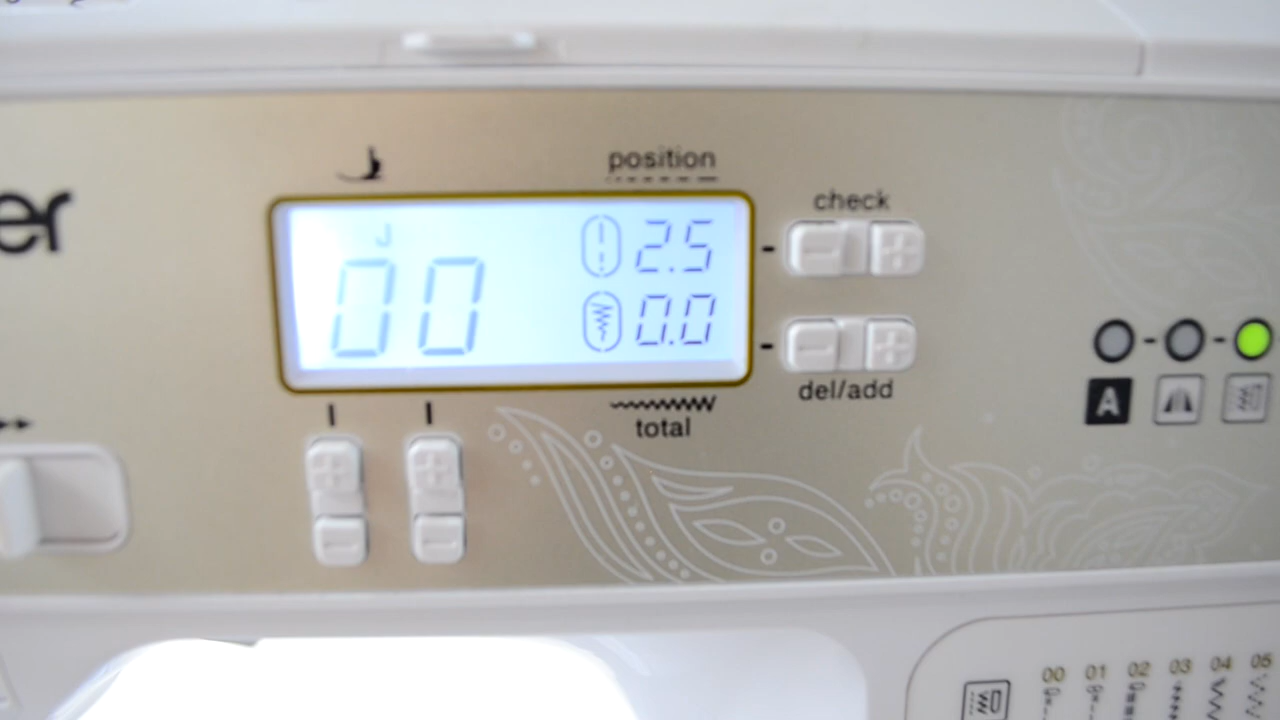 er
position
check
J
2.5
00
0.0
del/add
total
A
00 01 02 03 04 05